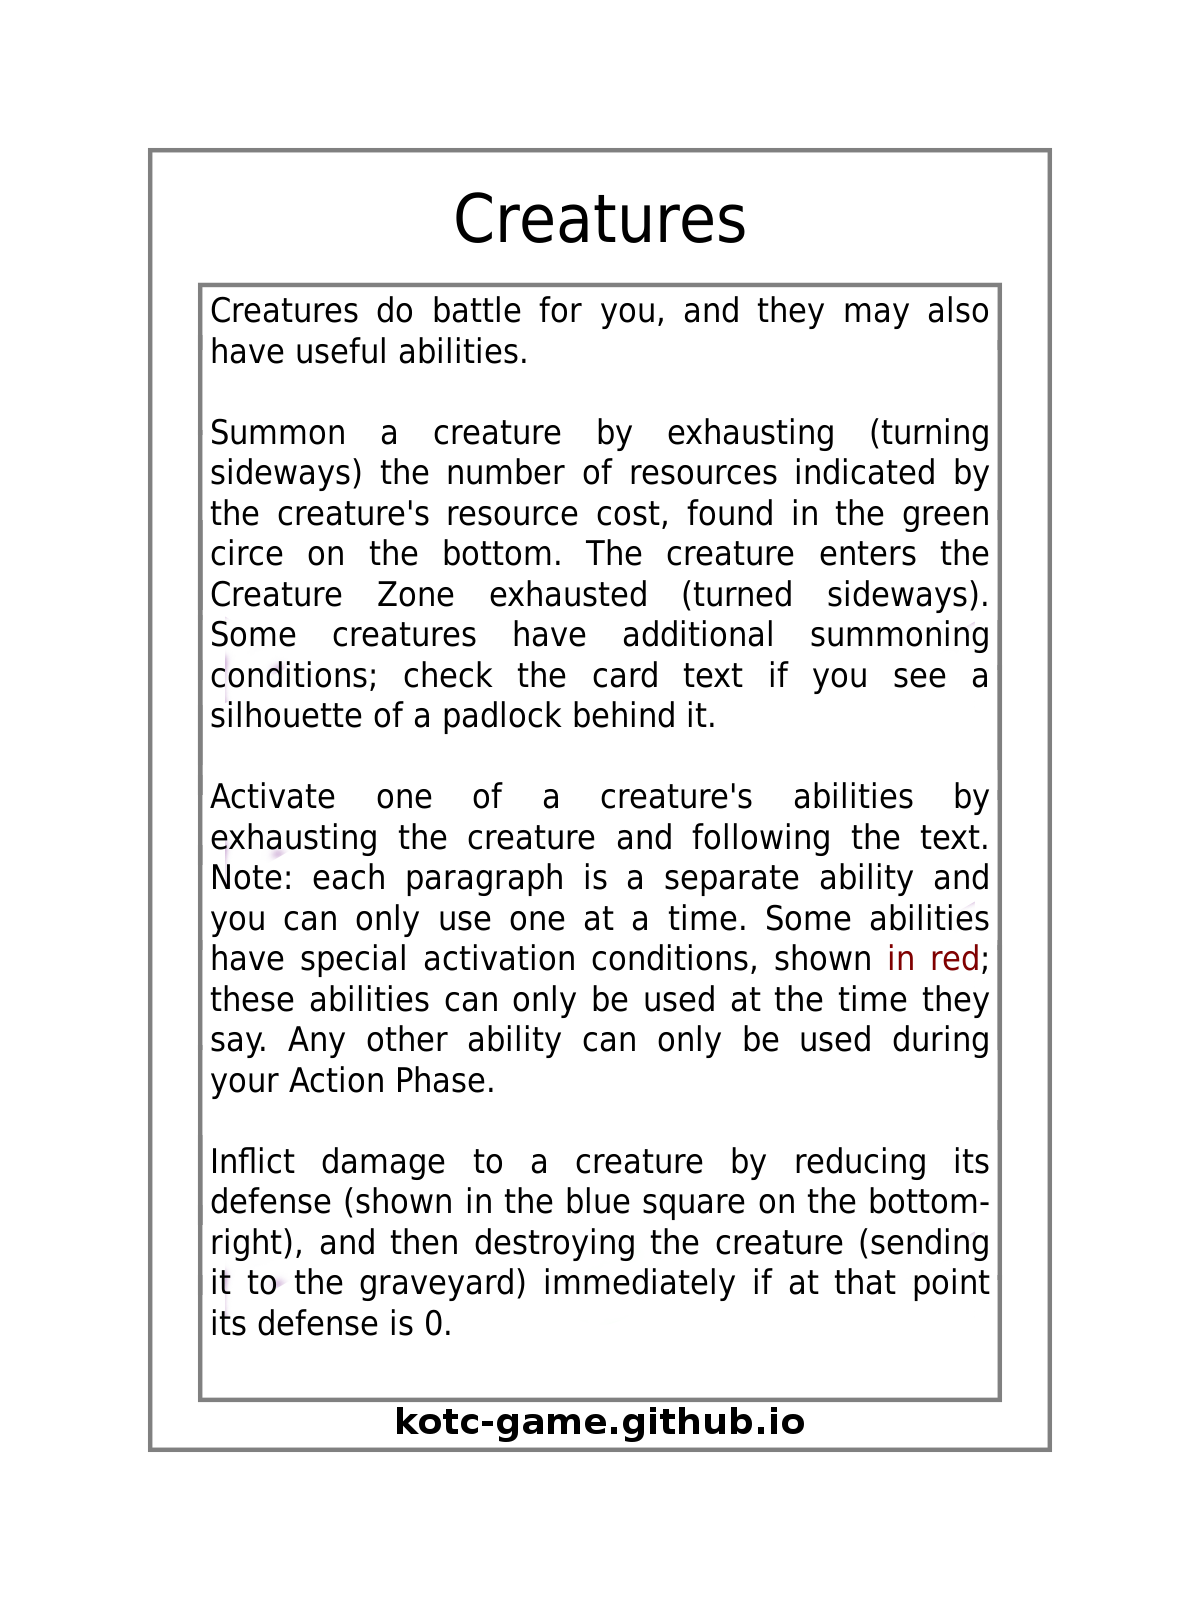 Creatures
Creatures do battle for you, and they may also
have useful abilities.
Summon a creature by exhausting (turning
sideways) the number of resources indicated by
the creature's resource cost, found in the green
circe on the bottom. The creature enters the
Creature Zone exhausted (turned sideways).
Some creatures have additional summoning
conditions; check the card text if you see a
silhouette of a padlock behind it.
Activate one of a creature's abilities by
exhausting the creature and following the text.
Note: each paragraph is a separate ability and
you can only use one at a time. Some abilities
have special activation conditions, shown in red;
these abilities can only be used at the time they
say. Any other ability can only be used during
your Action Phase.
Inflict damage to a creature by reducing its
defense (shown in the blue square on the bottom-
right), and then destroying the creature (sending
it to the graveyard) immediately if at that point
its defense is 0.
kotc-game.github.io